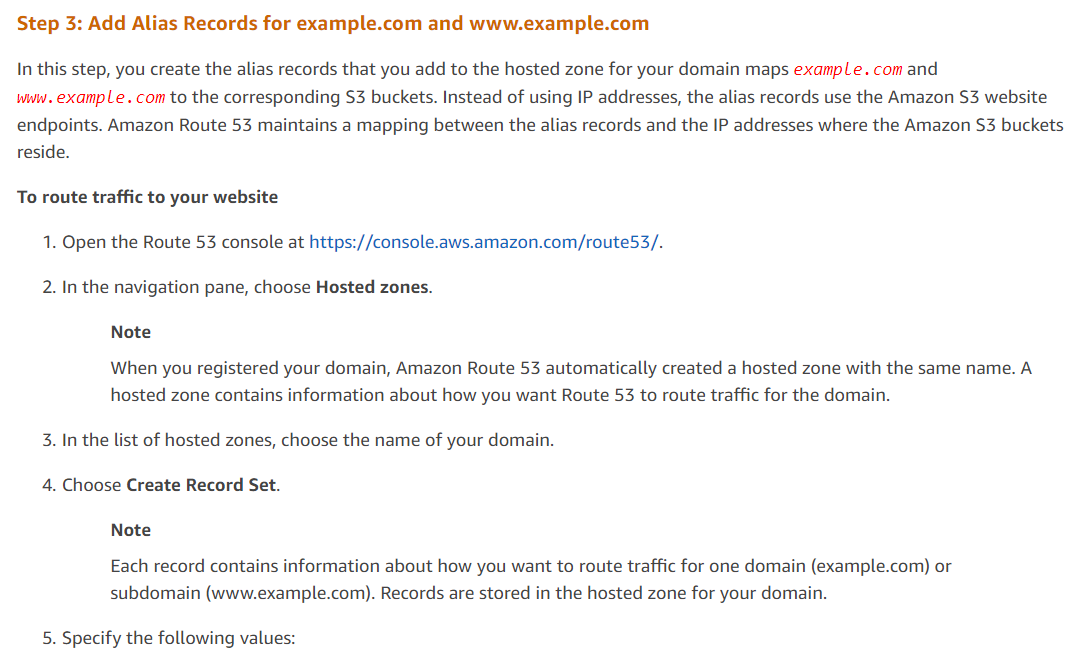 Step 3: Add Alias Records for example.com and www.example.com
In this step, you create the alias records that you add to the hosted zone for your domain maps example.com and
www.example.com to the corresponding S3 buckets. Instead of using IP addresses, the alias records use the Amazon S3 website
endpoints. Amazon Route 53 maintains a mapping between the alias records and the IP addresses where the Amazon S3 buckets
reside.
To route traffic to your website
1. Open the Route 53 console at https://console.aws.amazon.com/route53/.
2. In the navigation pane, choose Hosted zones.
Note
When you registered your domain, Amazon Route 53 automatically created a hosted zone with the same name. A
hosted zone contains information about how you want Route 53 to route traffic for the domain.
3. In the list of hosted zones, choose the name of your domain.
4. Choose Create Record Set.
Note
Each record contains information about how you want to route traffic for one domain (example.com) or
subdomain (www.example.com). Records are stored in the hosted zone for your domain.
5. Specify the following values: